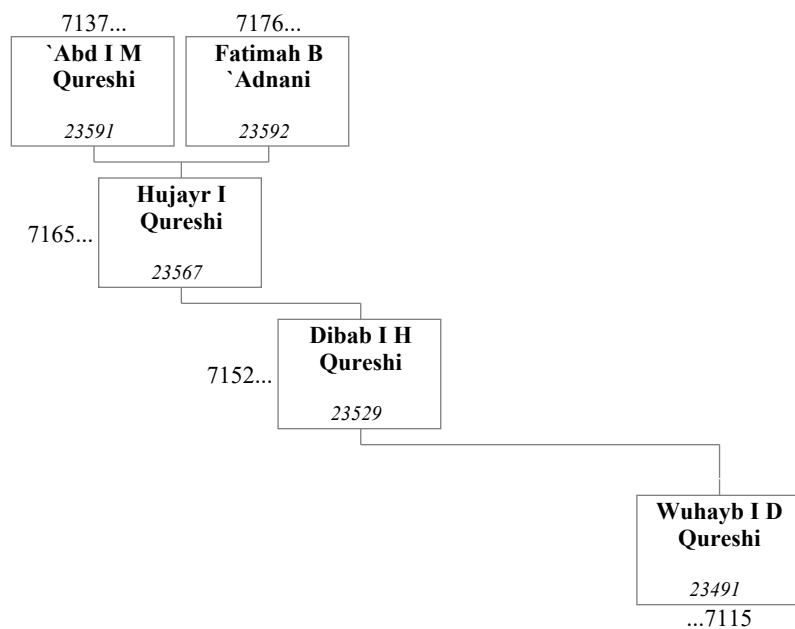 7137...
7176...
`Abd I M
Qureshi
23591
Fatimah B
`Adnani
23592
Hujayr I
Qureshi
7165...
23567
Dibab I H
Qureshi
7152...
23529
Wuhayb I D
Qureshi
23491
...7115